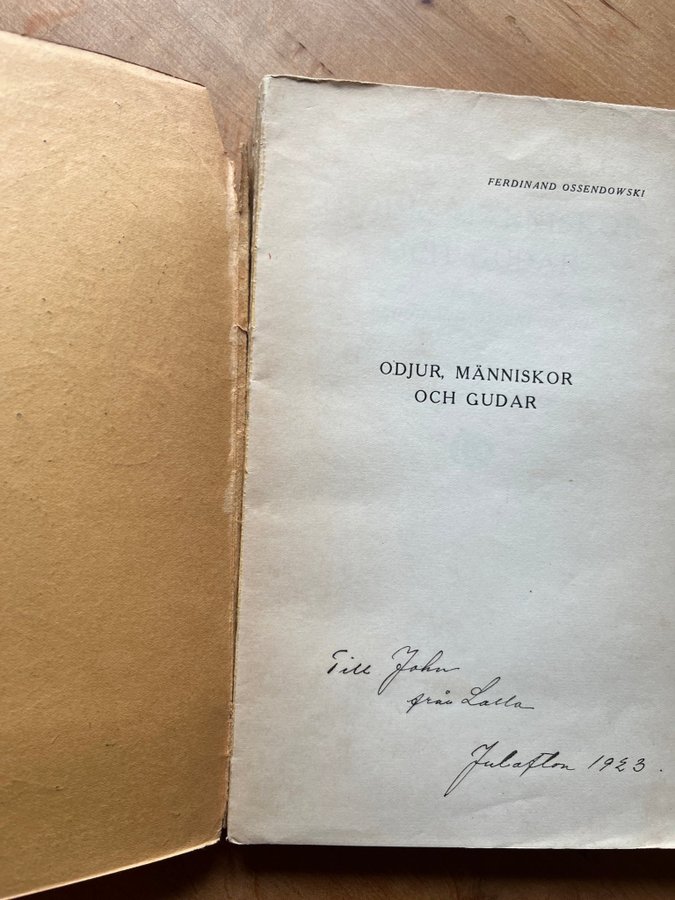 FERDINAND OSSENDOWSKI
ODJUR, MÄNNISKOR
OCH GUDAR
Till John
från Lalla
Julafton 1923.